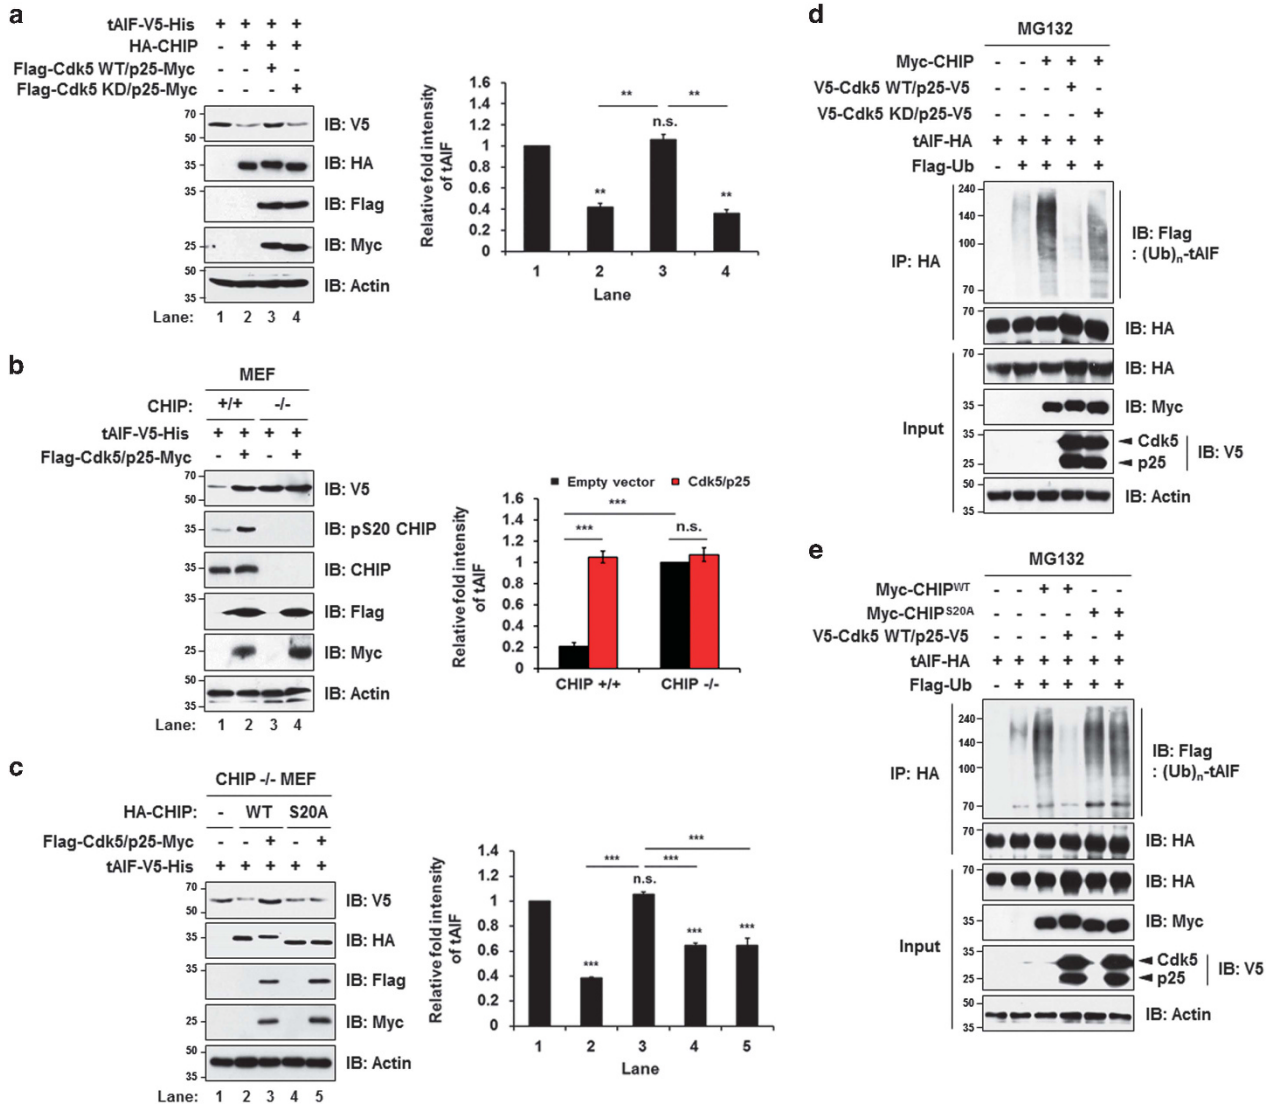 a
tAIF-V5-His + + + +
HA-CHIP - + + +
Flag-Cdk5 WT/p25-Myc - - + -
Flag-Cdk5 KD/p25-Myc - - - +
70
50
IB: V5
35
IB: HA
35
IB: Flag
25
IB: Myc
50
35
IB: Actin
Lane: 1 2 3 4
Relative fold intensity
of tAIF
1.6
1.4
1.2
1
0.8
0.6
0.4
0.2
0
** **
n.s.
** **
1 2 3 4
Lane
b
MEF
CHIP: +/+ -/-
tAIF-V5-His + + + +
Flag-Cdk5/p25-Myc - + - +
70
50
IB: V5
35
IB: pS20 CHIP
35
IB: CHIP
35
IB: Flag
25
IB: Myc
50
35
IB: Actin
Lane: 1 2 3 4
Empty vector Cdk5/p25
Relative fold intensity
of tAIF
1.6
1.4
1.2
1
0.8
0.6
0.4
0.2
0
***
*** n.s.
CHIP +/+ CHIP -/-
c
CHIP -/- MEF
HA-CHIP: - WT S20A
Flag-Cdk5/p25-Myc - - + - +
tAIF-V5-His + + + + +
70
50
IB: V5
35
IB: HA
35
IB: Flag
25
IB: Myc
50
35
IB: Actin
Lane: 1 2 3 4 5
Relative fold intensity
of tAIF
1.4
1.2
1
0.8
0.6
0.4
0.2
0
***
*** ***
n.s.
*** *** ***
1 2 3 4 5
Lane
d
MG132
Myc-CHIP - - + + +
V5-Cdk5 WT/p25-V5 - - - + -
V5-Cdk5 KD/p25-V5 - - - - +
tAIF-HA + + + + +
Flag-Ub - + + + +
IP: HA
240
140
100
70
IB: Flag
: (Ub)n-tAIF
70
IB: HA
Input
70
IB: HA
35
IB: Myc
35
25
Cdk5
p25
IB: V5
50
35
IB: Actin
e
MG132
Myc-CHIPWT - - + + - -
Myc-CHIPS20A - - - - + +
V5-Cdk5 WT/p25-V5 - - - + - +
tAIF-HA + + + + + +
Flag-Ub - + + + + +
IP: HA
240
140
100
70
IB: Flag
: (Ub)n-tAIF
70
IB: HA
Input
70
IB: HA
35
IB: Myc
35
25
Cdk5
p25
IB: V5
50
35
IB: Actin